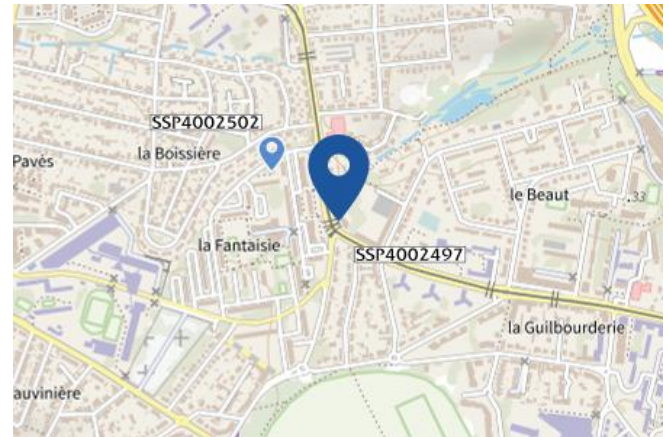 SSP4002502
la Boissière
Pavés
le Beaut
33
la Fantaisie
SSP4002497
la Guilbourderie
auvinière